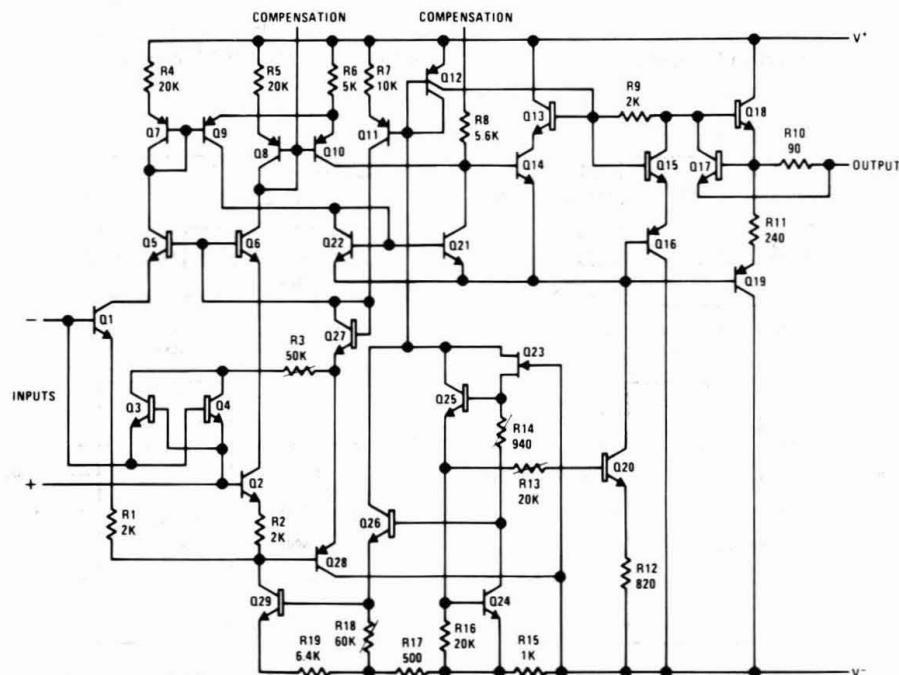 COMPENSATION
COMPENSATION
V+
R4
20K
R5
20K
R6
5K
R7
10K
Q12
R8
5.6K
Q13
R9
2K
Q18
R10
90
OUTPUT
Q7
Q9
Q8
Q10
Q11
Q14
Q15
Q17
R11
240
Q5
Q6
Q22
Q21
Q16
Q19
−
Q1
Q27
R3
50K
Q23
INPUTS
Q3
Q4
Q25
R14
940
R13
20K
Q20
+
Q2
R1
2K
R2
2K
Q26
Q28
R12
820
Q29
R18
60K
Q24
R19
6.4K
R17
500
R16
20K
R15
1K
V−